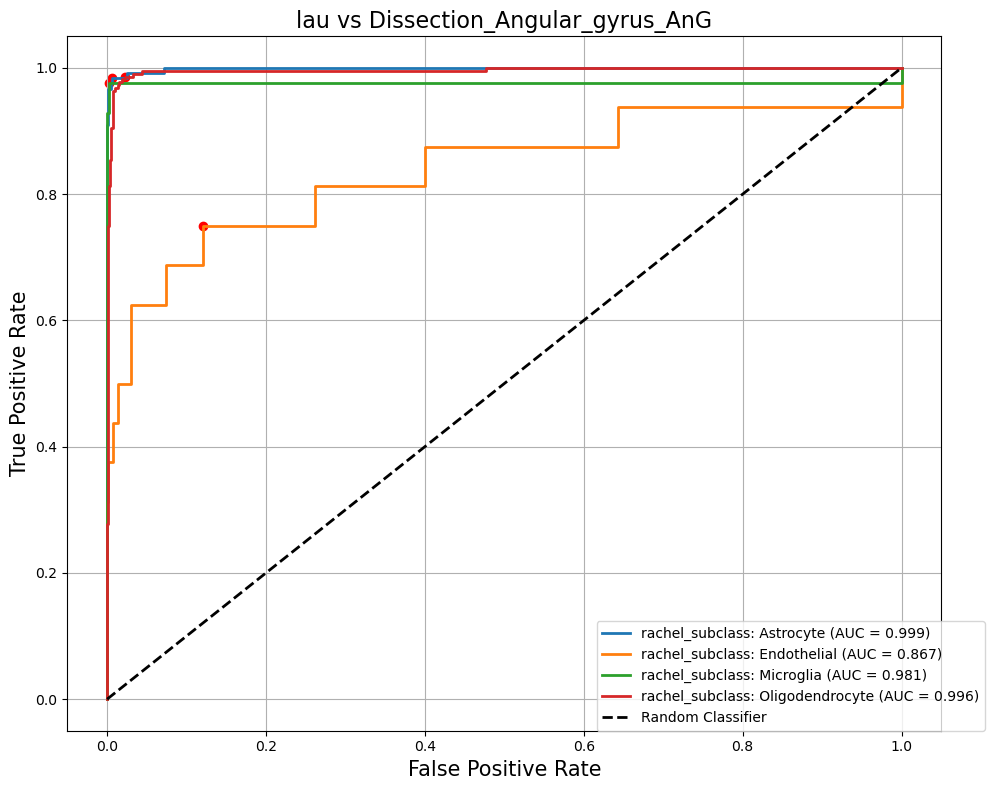 lau vs Dissection_Angular_gyrus_AnG
True Positive Rate
1.0
0.8
0.6
0.4
0.2
0.0
0.0 0.2 0.4 0.6 0.8 1.0
False Positive Rate
rachel_subclass: Astrocyte (AUC = 0.999)
rachel_subclass: Endothelial (AUC = 0.867)
rachel_subclass: Microglia (AUC = 0.981)
rachel_subclass: Oligodendrocyte (AUC = 0.996)
Random Classifier